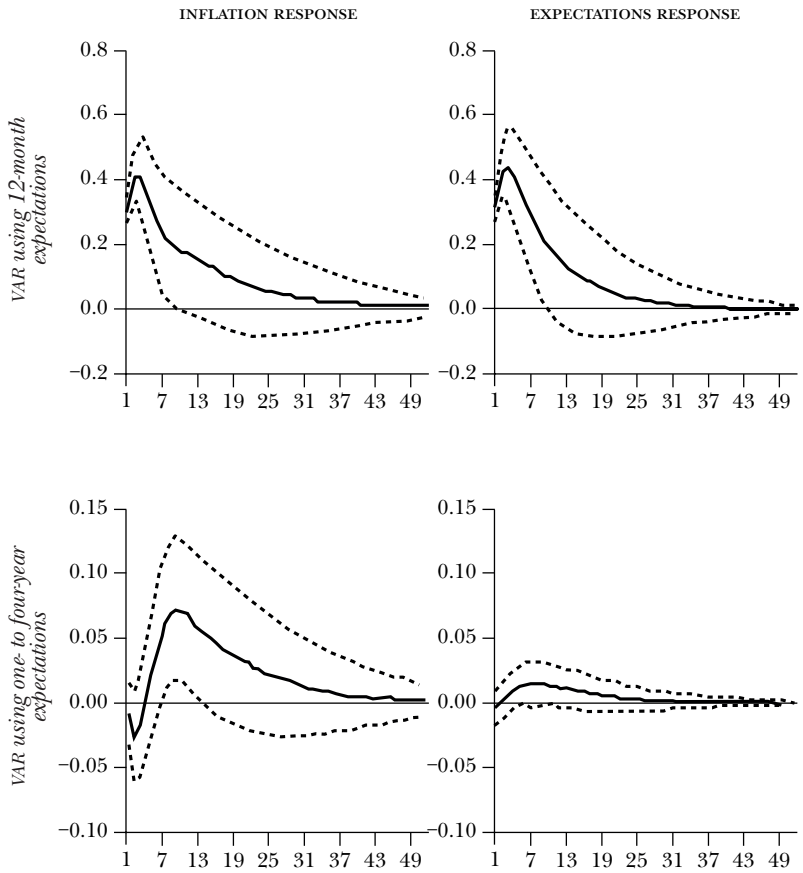 INFLATION RESPONSE
EXPECTATIONS RESPONSE
VAR using 12-month
expectations
0.8
0.6
0.4
0.2
0.0
−0.2
1 7 13 19 25 31 37 43 49
0.8
0.6
0.4
0.2
0.0
−0.2
1 7 13 19 25 31 37 43 49
VAR using one- to four-year
expectations
0.15
0.10
0.05
0.00
−0.05
−0.10
1 7 13 19 25 31 37 43 49
0.15
0.10
0.05
0.00
−0.05
−0.10
1 7 13 19 25 31 37 43 49